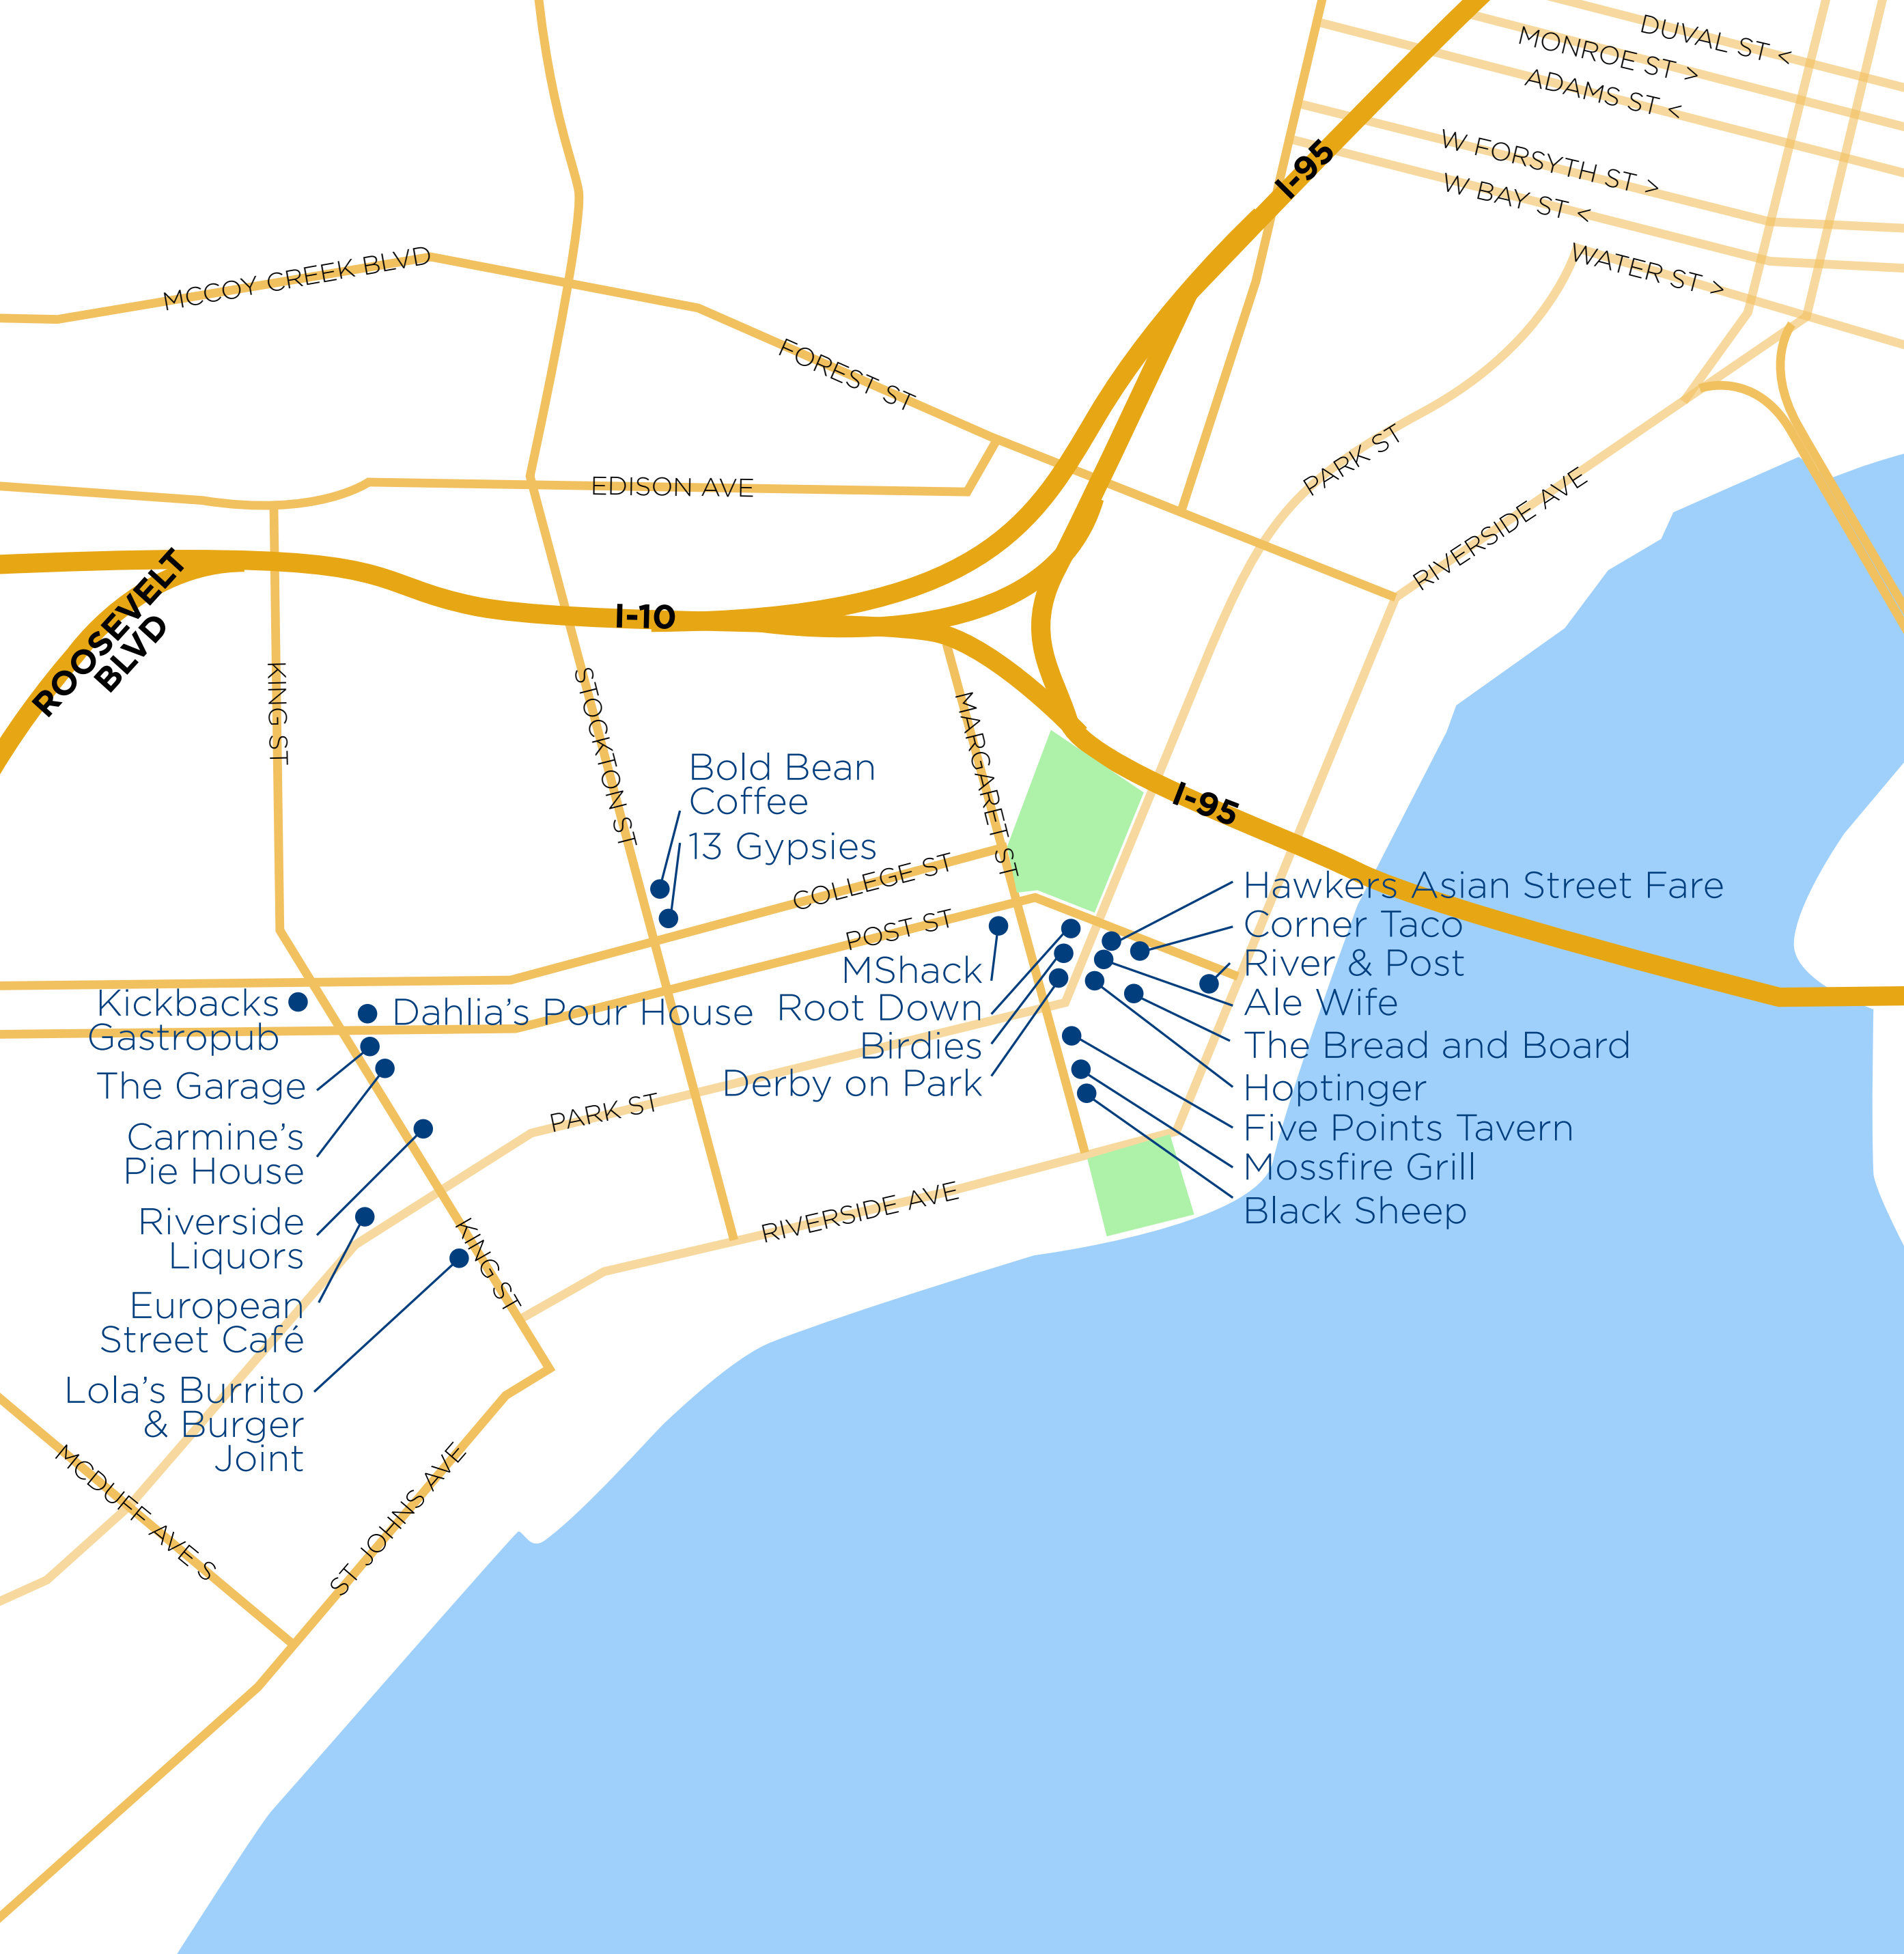 DUVAL ST <
MONROE ST >
ADAMS ST <
W FORSYTH ST >
W BAY ST <
WATER ST >
I-95
MCCOY CREEK BLVD
FOREST ST
PARK ST
EDISON AVE
RIVERSIDE AVE
ROOSEVELT
BLVD
I-10
KING ST
STOCKTON ST
MARGARET ST
I-95
Bold Bean
Coffee
13 Gypsies
COLLEGE ST
POST ST
Hawkers Asian Street Fare
Corner Taco
River & Post
Ale Wife
The Bread and Board
Hoptinger
Five Points Tavern
Mossfire Grill
Black Sheep
MShack
Root Down
Birdies
Derby on Park
Kickbacks
Gastropub
Dahlia's Pour House
The Garage
Carmine's
Pie House
Riverside
Liquors
European
Street Café
Lola's Burrito
& Burger
Joint
PARK ST
RIVERSIDE AVE
KING ST
MCDUFF AVE S
ST JOHNS AVE